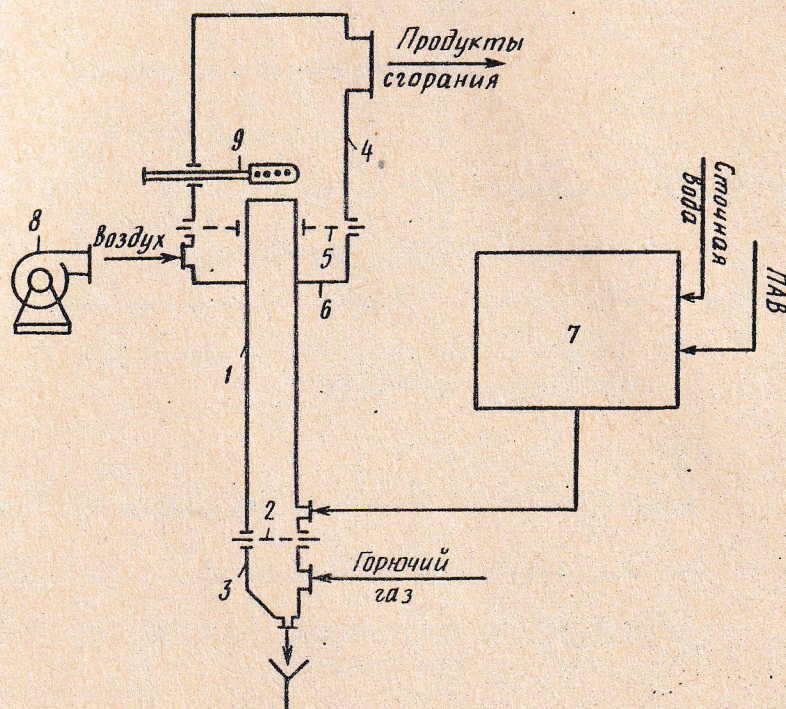 Продукты
сгорания
9
4
8
Воздух
5
6
Сточная
вода
ПАВ
7
1
2
3
Горючий
газ